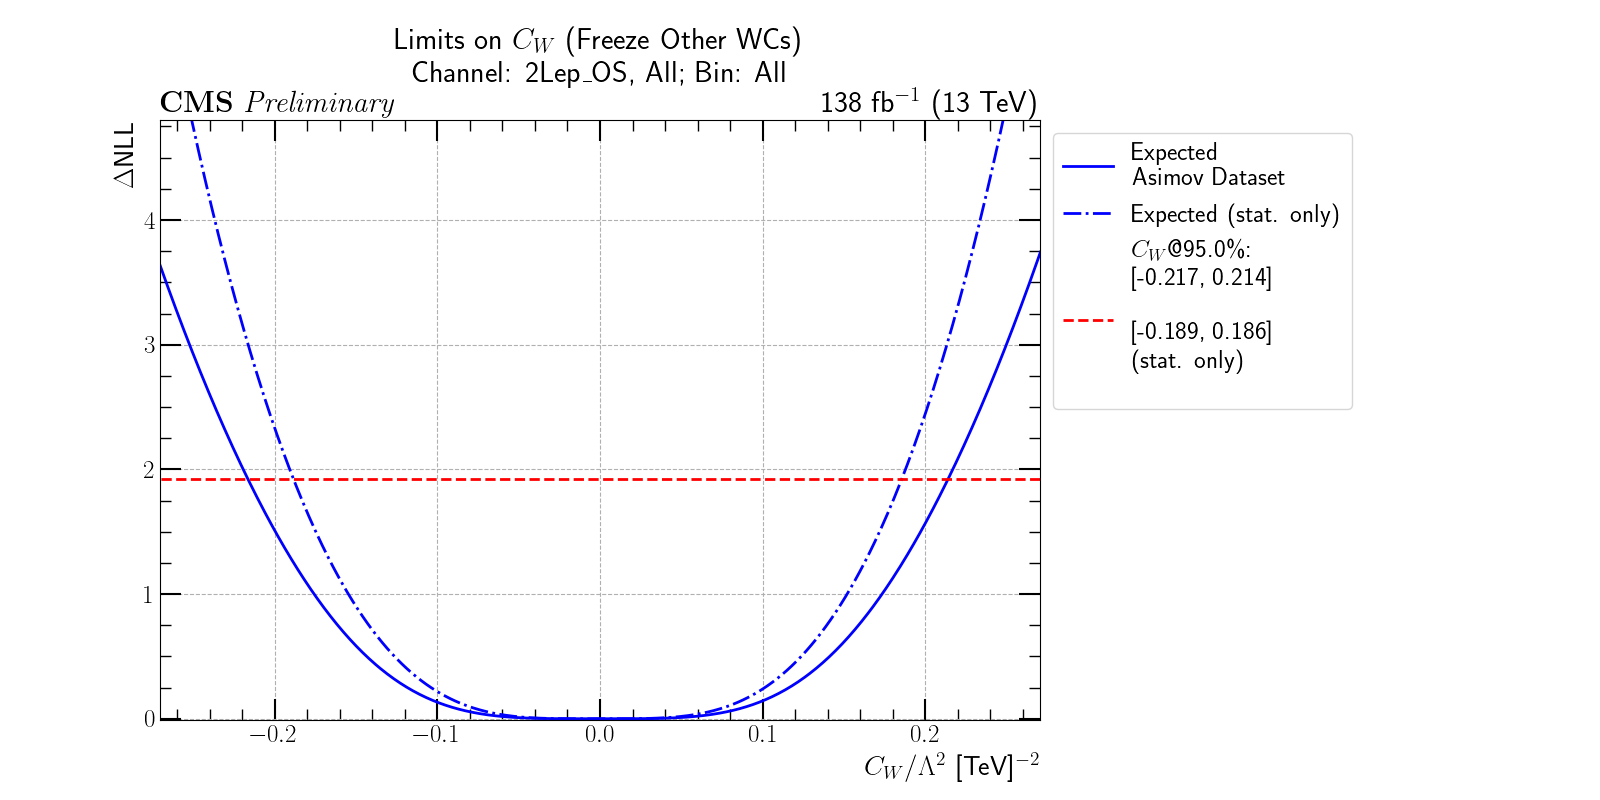 Limits on C_W (Freeze Other WCs)
Channel: 2Lep_OS, All; Bin: All
CMS Preliminary
138 fb⁻¹ (13 TeV)
ΔNLL
4
3
2
1
0
−0.2
−0.1
0.0
0.1
0.2
C_W/Λ² [TeV]⁻²
Expected
Asimov Dataset
Expected (stat. only)
C_W@95.0%:
[-0.217, 0.214]
[-0.189, 0.186]
(stat. only)